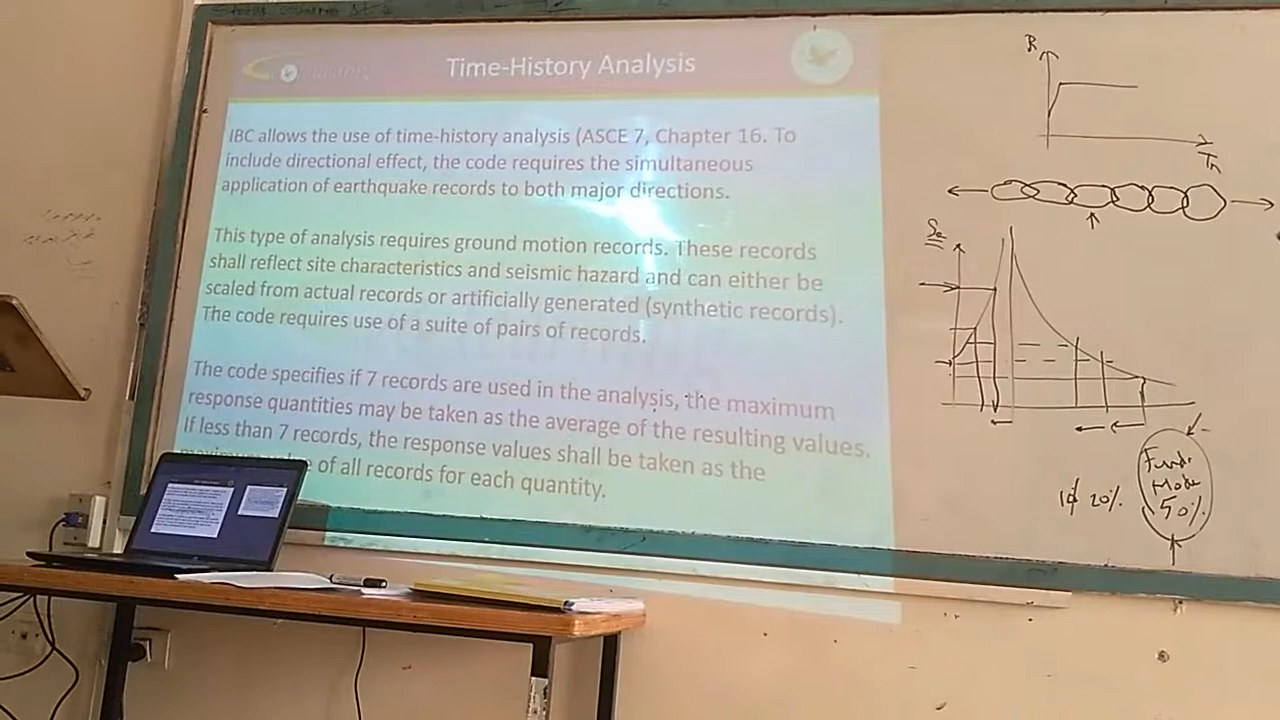 Time-History Analysis
IBC allows the use of time-history analysis (ASCE 7, Chapter 16. To
include directional effect, the code requires the simultaneous
application of earthquake records to both major directions.
This type of analysis requires ground motion records. These records
shall reflect site characteristics and seismic hazard and can either be
scaled from actual records or artificially generated (synthetic records).
The code requires use of a suite of pairs of records.
The code specifies if 7 records are used in the analysis, the maximum
response quantities may be taken as the average of the resulting values.
If less than 7 records, the response values shall be taken as the
of all records for each quantity.
R
Tn
Sa
Fund.
Mode
50%
20%